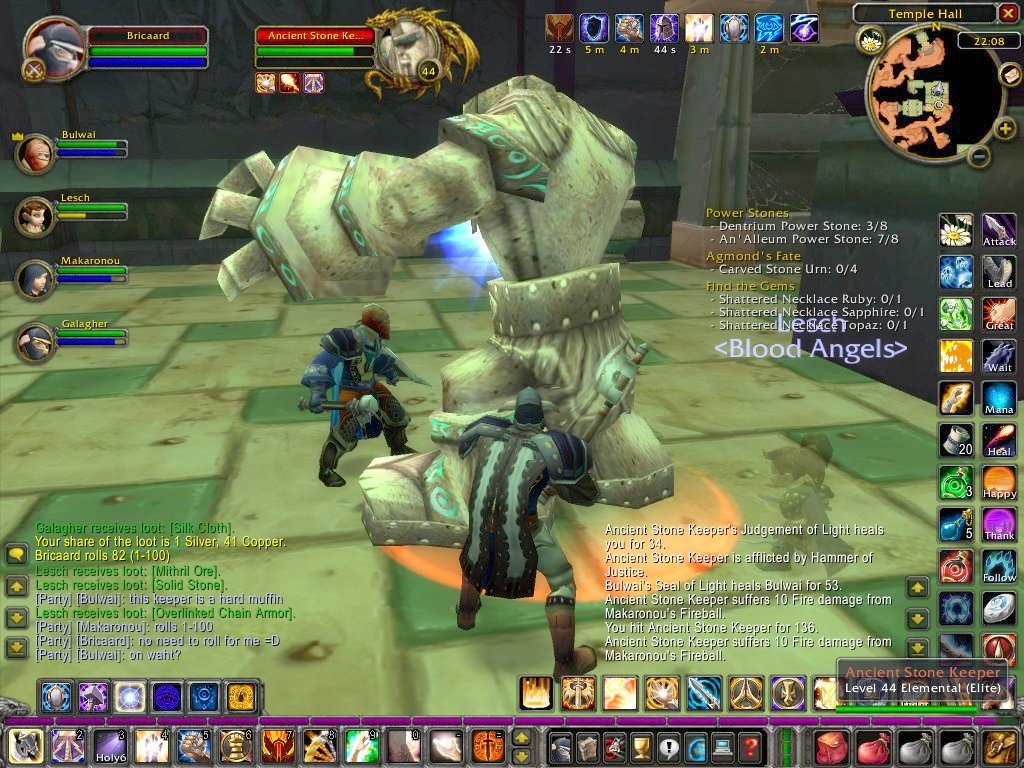 Bricaard
Ancient Stone Ke...
44
22 s
5 m
4 m
44 s
3 m
2 m
Temple Hall
N
22:08
Bulwai
Lesch
Makaronou
Galagher
Power Stones
- Dentrium Power Stone: 3/8
- An'Alleum Power Stone: 7/8
Agmond's Fate
- Carved Stone Urn: 0/4
Find the Gems
- Shattered Necklace Ruby: 0/1
- Shattered Necklace Sapphire: 0/1
- Shattered Necklace Topaz: 0/1
Lesch
<Blood Angels>
Attack
Lead
Great
Wait
Mana
20
Heal
3
Happy
5
Thank
Follow
Galagher receives loot: [Silk Cloth].
Your share of the loot is 1 Silver, 41 Copper.
Bricaard rolls 82 (1-100)
Lesch receives loot: [Mithril Ore].
Lesch receives loot: [Solid Stone].
[Party] [Bulwai]: this keeper is a hard muffin
Lesch receives loot: [Overlinked Chain Armor].
[Party] [Makaronou]: rolls 1-100
[Party] [Bricaard]: no need to roll for me =D
[Party] [Bulwai]: on waht?
Ancient Stone Keeper's Judgement of Light heals
you for 34.
Ancient Stone Keeper is afflicted by Hammer of
Justice.
Bulwai's Seal of Light heals Bulwai for 53.
Ancient Stone Keeper suffers 10 Fire damage from
Makaronou's Fireball.
You hit Ancient Stone Keeper for 136.
Ancient Stone Keeper suffers 10 Fire damage from
Makaronou's Fireball.
Ancient Stone Keeper
Level 44 Elemental (Elite)
2
3
Holy6
4
5
6
7
8
9
0
-
=